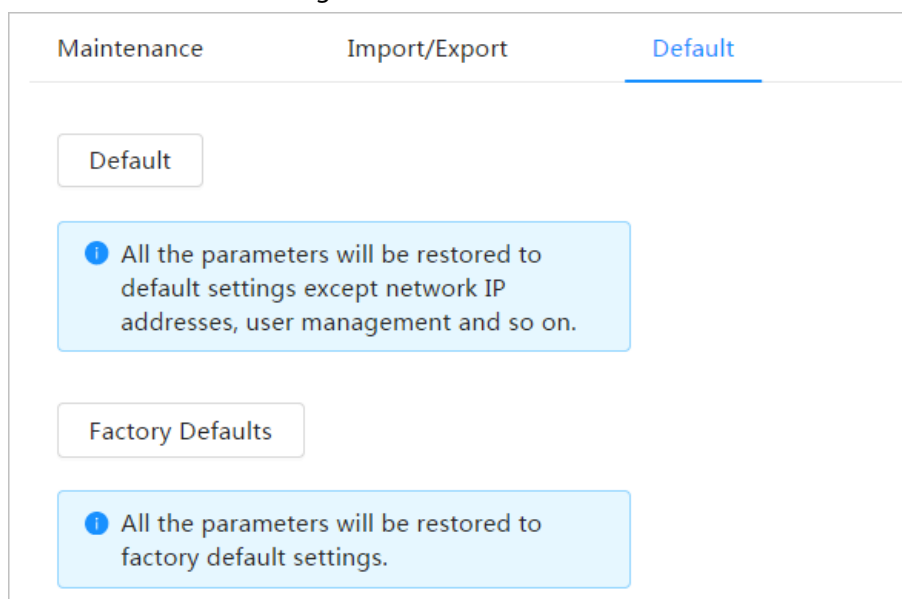 Maintenance Import/Export Default
Default
All the parameters will be restored to
default settings except network IP
addresses, user management and so on.
Factory Defaults
All the parameters will be restored to
factory default settings.